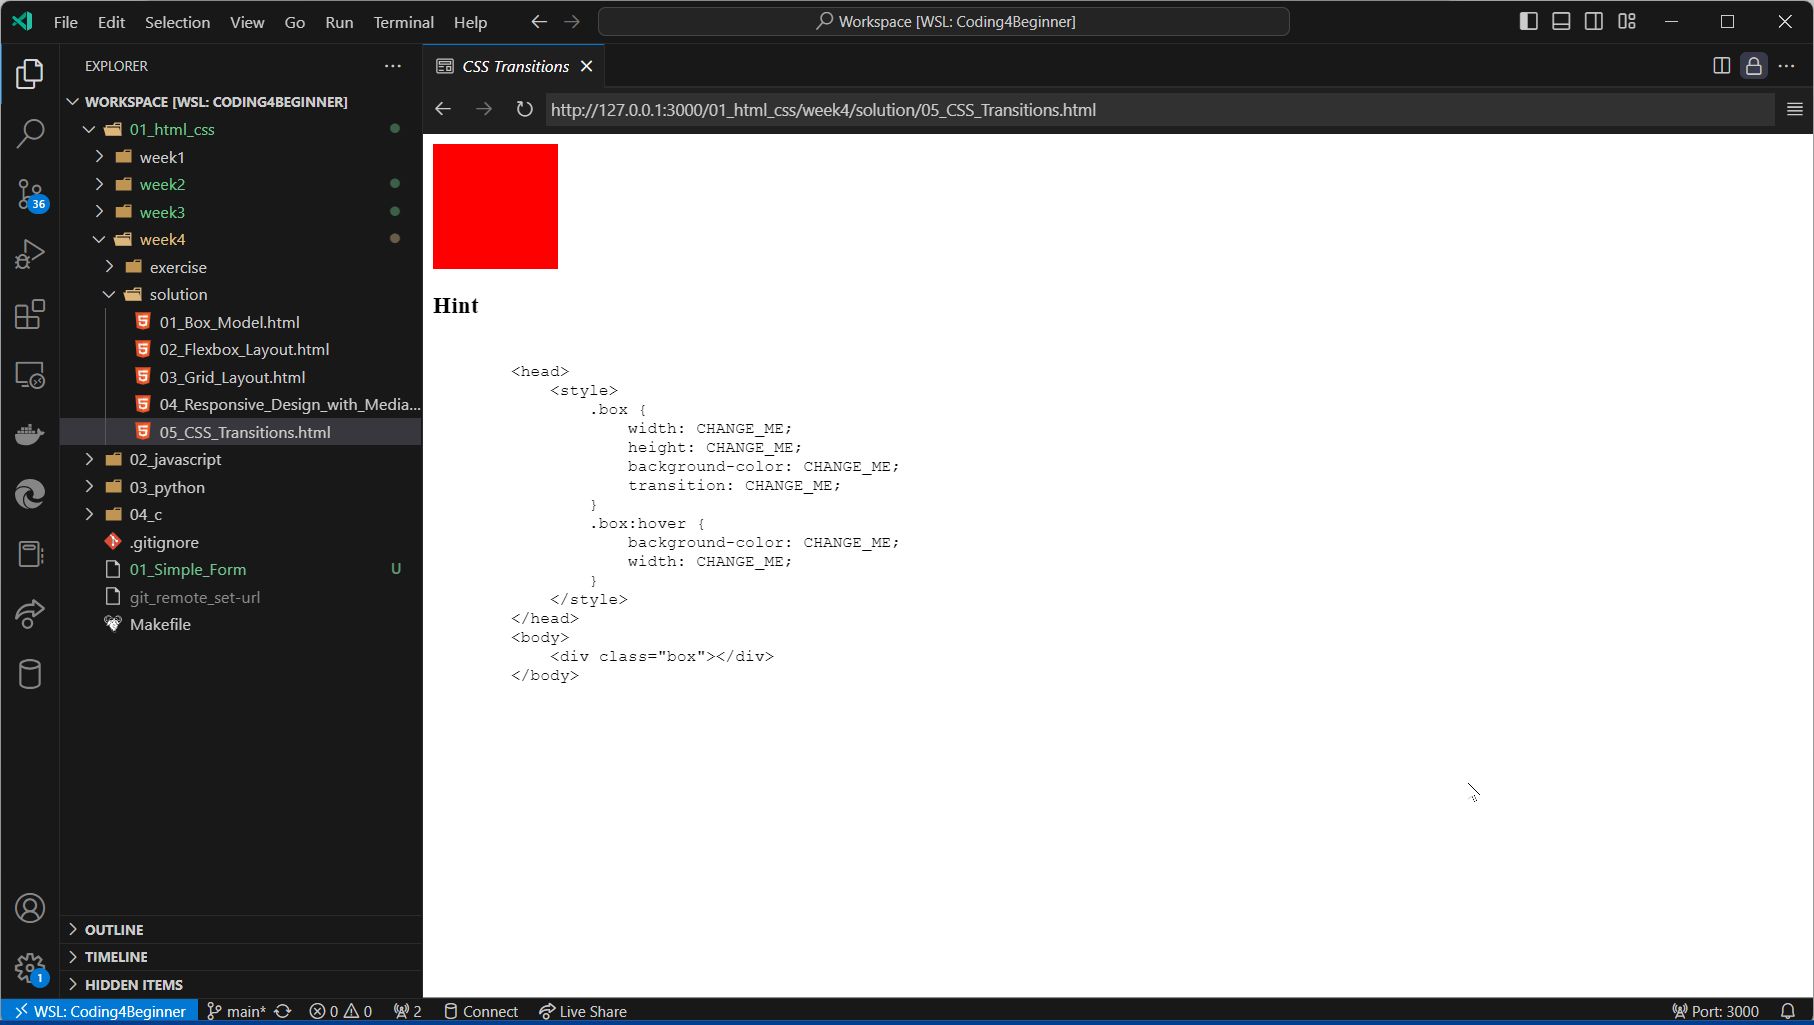 File Edit Selection View Go Run Terminal Help
Workspace [WSL: Coding4Beginner]
EXPLORER
WORKSPACE [WSL: CODING4BEGINNER]
01_html_css
week1
week2
week3
week4
exercise
solution
01_Box_Model.html
02_Flexbox_Layout.html
03_Grid_Layout.html
04_Responsive_Design_with_Media...
05_CSS_Transitions.html
02_javascript
03_python
04_c
.gitignore
01_Simple_Form U
git_remote_set-url
Makefile
OUTLINE
TIMELINE
HIDDEN ITEMS
36
1
CSS Transitions
http://127.0.0.1:3000/01_html_css/week4/solution/05_CSS_Transitions.html
Hint
<head>
<style>
.box {
width: CHANGE_ME;
height: CHANGE_ME;
background-color: CHANGE_ME;
transition: CHANGE_ME;
}
.box:hover {
background-color: CHANGE_ME;
width: CHANGE_ME;
}
</style>
</head>
<body>
<div class="box"></div>
</body>
WSL: Coding4Beginner main* 0 0 2 Connect Live Share Port: 3000